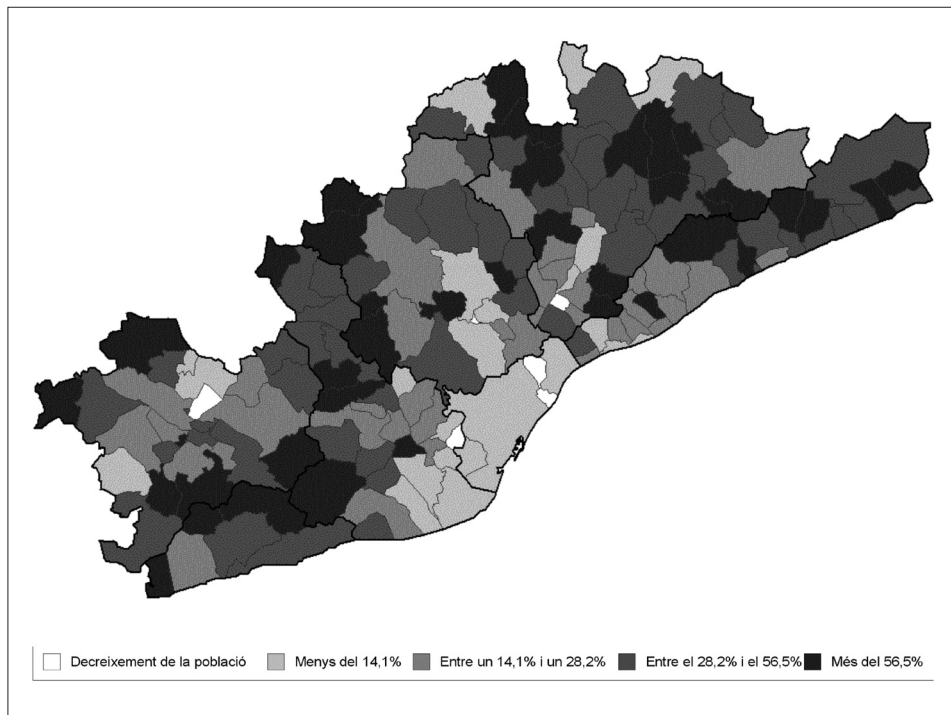 Decreixement de la població Menys del 14,1% Entre un 14,1% i un 28,2% Entre el 28,2% i el 56,5% Més del 56,5%